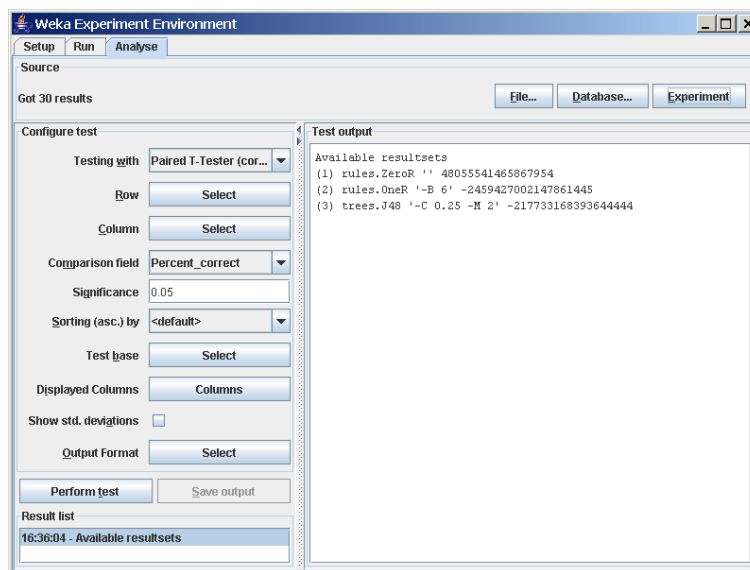 Weka Experiment Environment
Setup Run Analyse
Source
Got 30 results
File... Database... Experiment
Configure test
Testing with Paired T-Tester (cor...
Row Select
Column Select
Comparison field Percent_correct
Significance 0.05
Sorting (asc.) by <default>
Test base Select
Displayed Columns Columns
Show std. deviations
Output Format Select
Perform test Save output
Result list
16:36:04 - Available resultsets
Test output
Available resultsets
(1) rules.ZeroR '' 48055541465867954
(2) rules.OneR '-B 6' -2459427002147861445
(3) trees.J48 '-C 0.25 -M 2' -217733168393644444